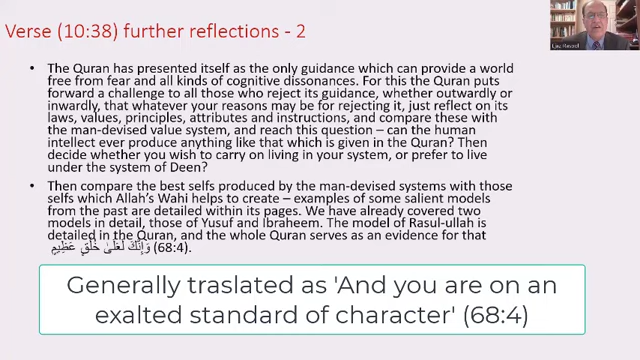 Verse (10:38) further reflections - 2
• The Quran has presented itself as the only guidance which can provide a world
free from fear and all kinds of cognitive dissonances. For this the Quran puts
forward a challenge to all those who reject its guidance, whether outwardly or
inwardly, that whatever your reasons may be for rejecting it, just reflect on its
laws, values, principles, attributes and instructions, and compare these with
the man-devised value system, and reach this question – can the human
intellect ever produce anything like that which is given in the Quran? Then
decide whether you wish to carry on living in your system, or prefer to live
under the system of Deen?
• Then compare the best selfs produced by the man-devised systems with those
selfs which Allah's Wahi helps to create – examples of some salient models
from the past are detailed within its pages. We have already covered two
models in detail, those of Yusuf and Ibraheem. The model of Rasul-ullah is
detailed in the Quran, and the whole Quran serves as an evidence for that
وَإِنَّكَ لَعَلَىٰ خُلُقٍ عَظِيمٍ (68:4).
Generally traslated as 'And you are on an
exalted standard of character' (68:4)